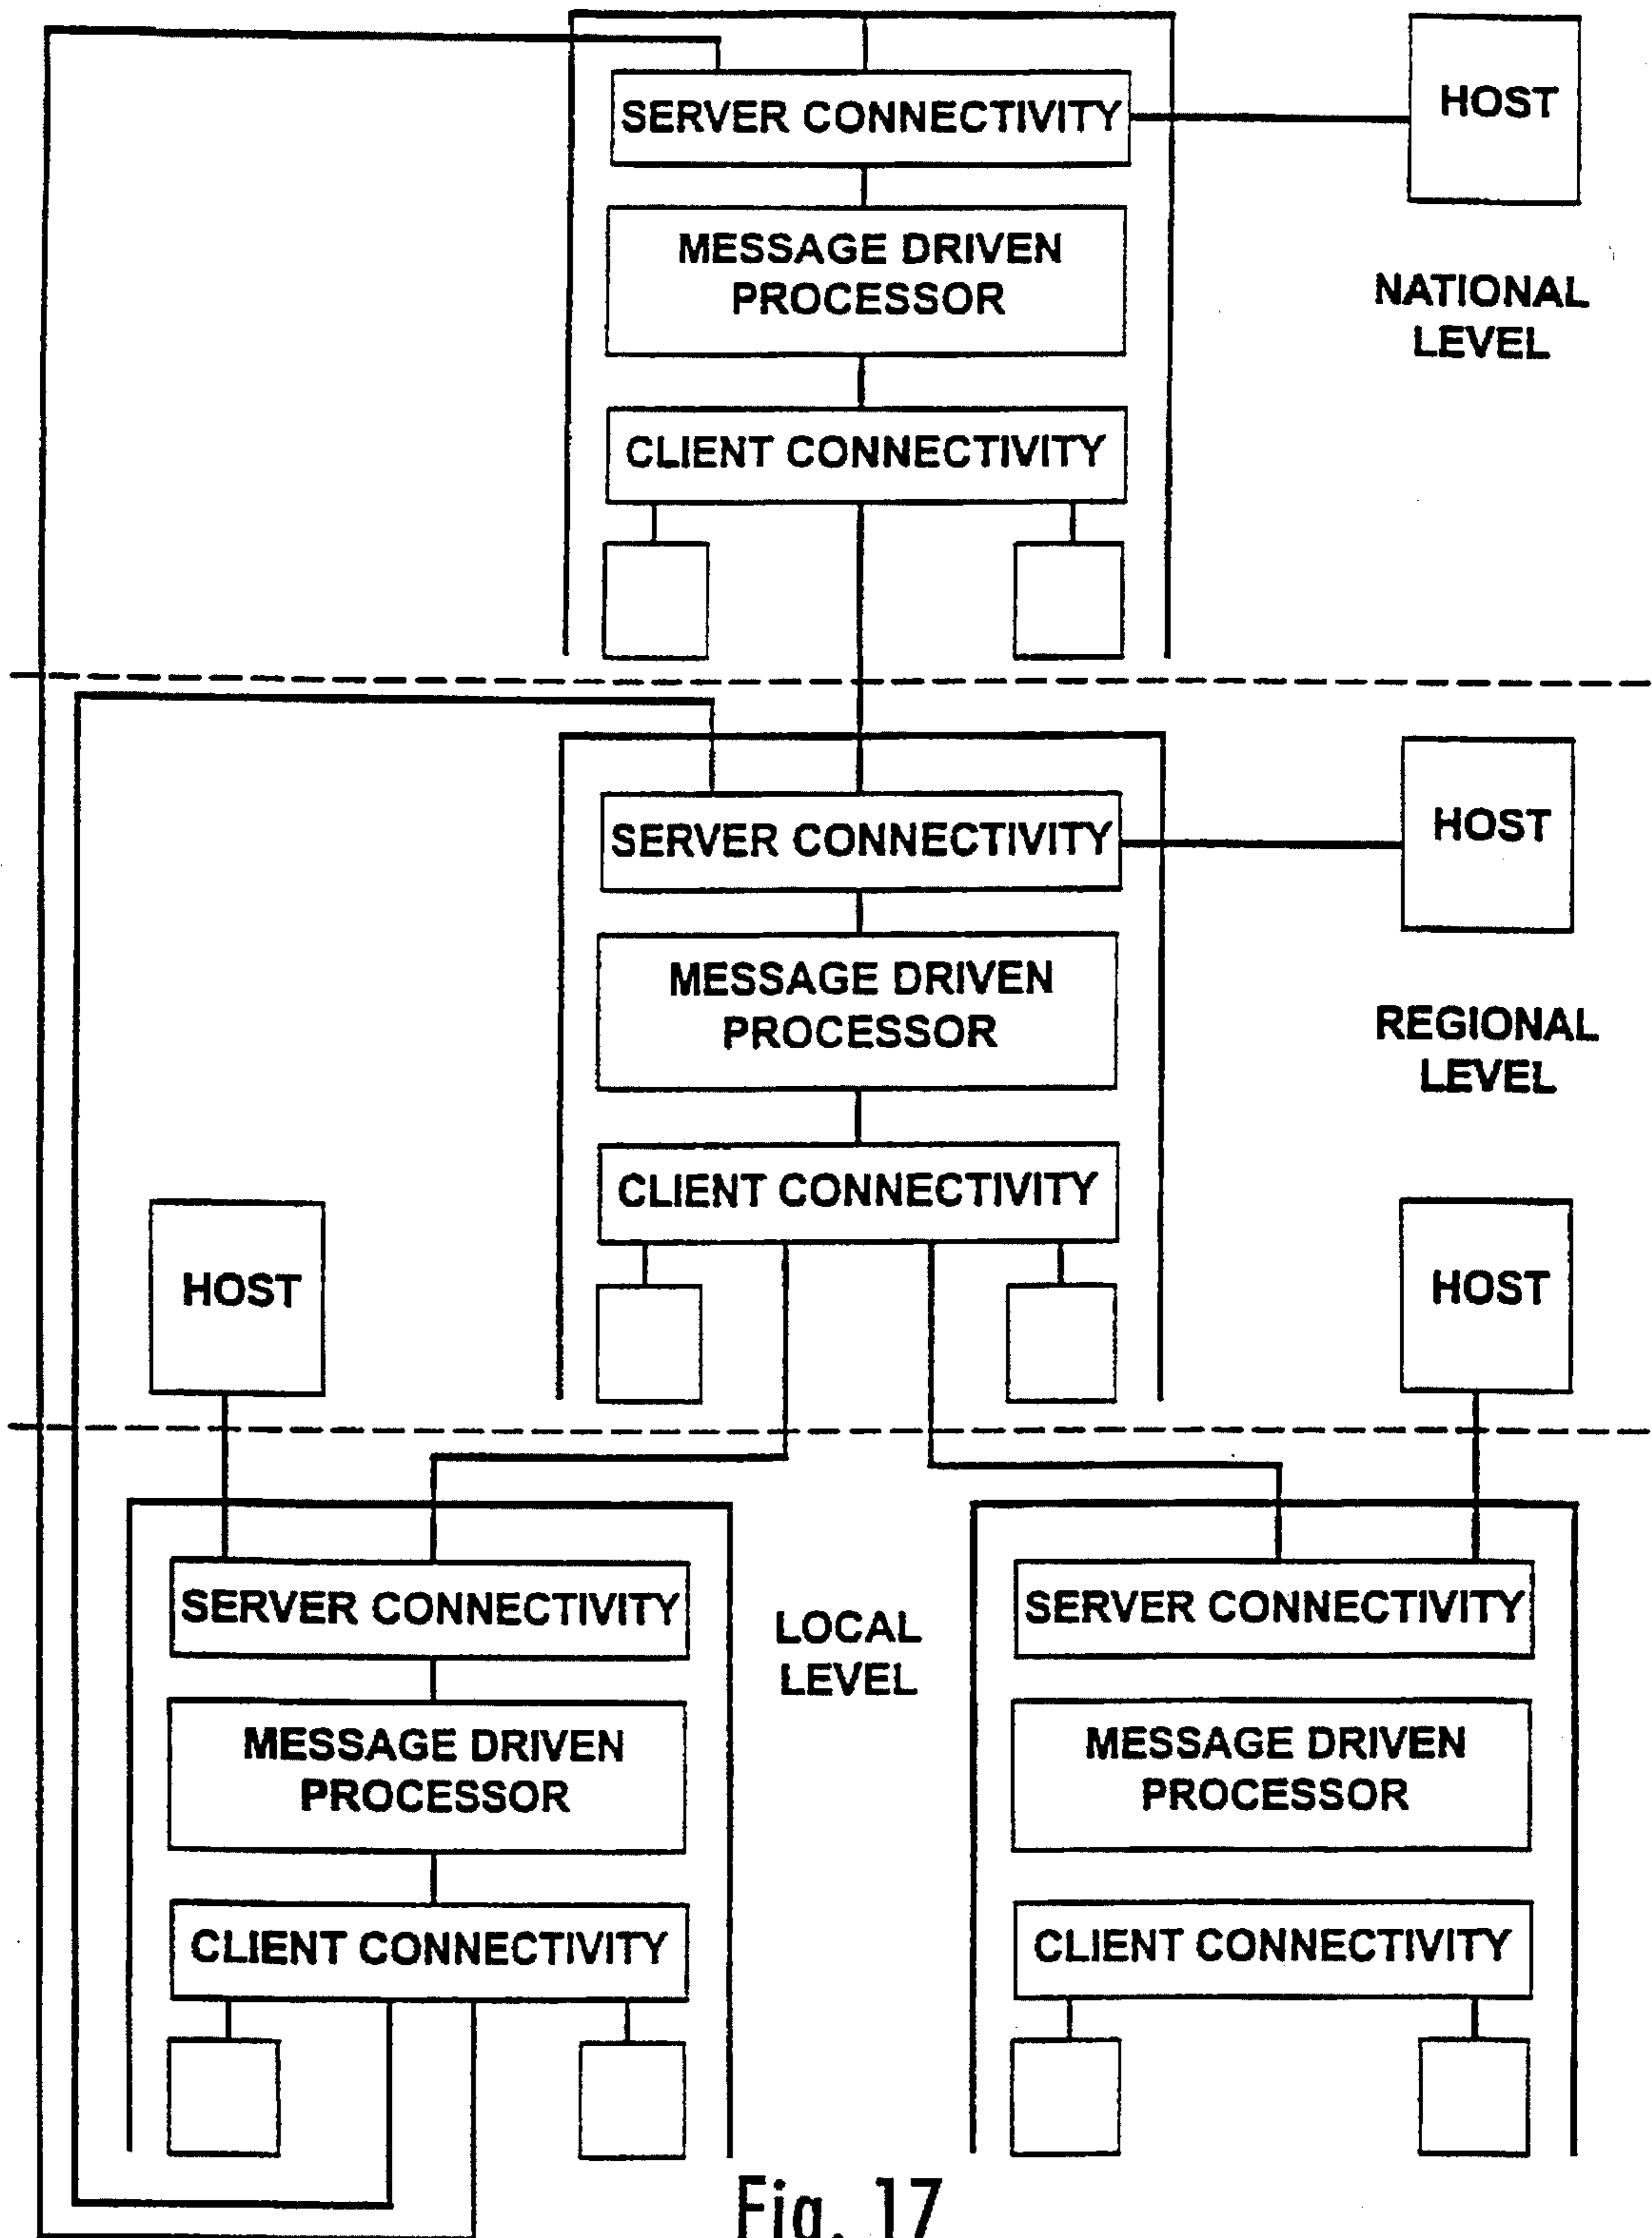 SERVER CONNECTIVITY
HOST
MESSAGE DRIVEN
PROCESSOR
NATIONAL
LEVEL
CLIENT CONNECTIVITY
SERVER CONNECTIVITY
HOST
MESSAGE DRIVEN
PROCESSOR
REGIONAL
LEVEL
CLIENT CONNECTIVITY
HOST
HOST
SERVER CONNECTIVITY
LOCAL
LEVEL
SERVER CONNECTIVITY
MESSAGE DRIVEN
PROCESSOR
MESSAGE DRIVEN
PROCESSOR
CLIENT CONNECTIVITY
CLIENT CONNECTIVITY
Fig. 17